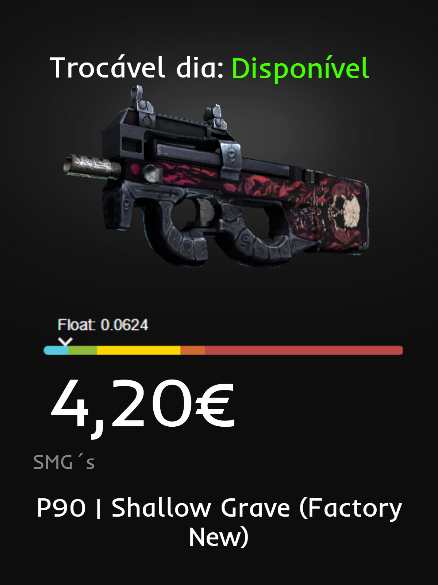 Trocável dia: Disponível
Float: 0.0624
4,20€
SMG´s
P90 | Shallow Grave (Factory
New)